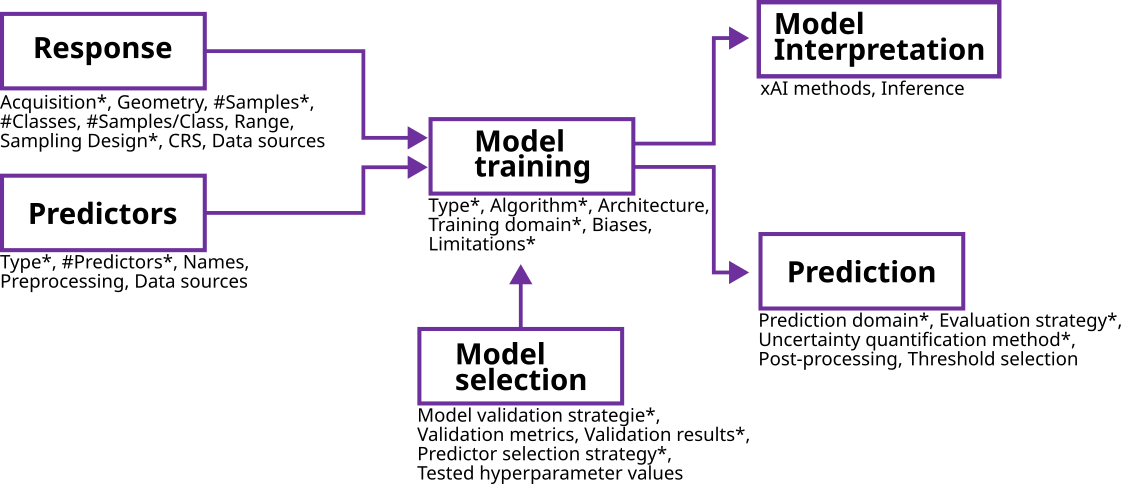 Response
Acquisition*, Geometry, #Samples*,
#Classes, #Samples/Class, Range,
Sampling Design*, CRS, Data sources
Predictors
Type*, #Predictors*, Names,
Preprocessing, Data sources
Model
training
Type*, Algorithm*, Architecture,
Training domain*, Biases,
Limitations*
Model
selection
Model validation strategie*,
Validation metrics, Validation results*,
Predictor selection strategy*,
Tested hyperparameter values
Model
Interpretation
xAI methods, Inference
Prediction
Prediction domain*, Evaluation strategy*,
Uncertainty quantification method*,
Post-processing, Threshold selection